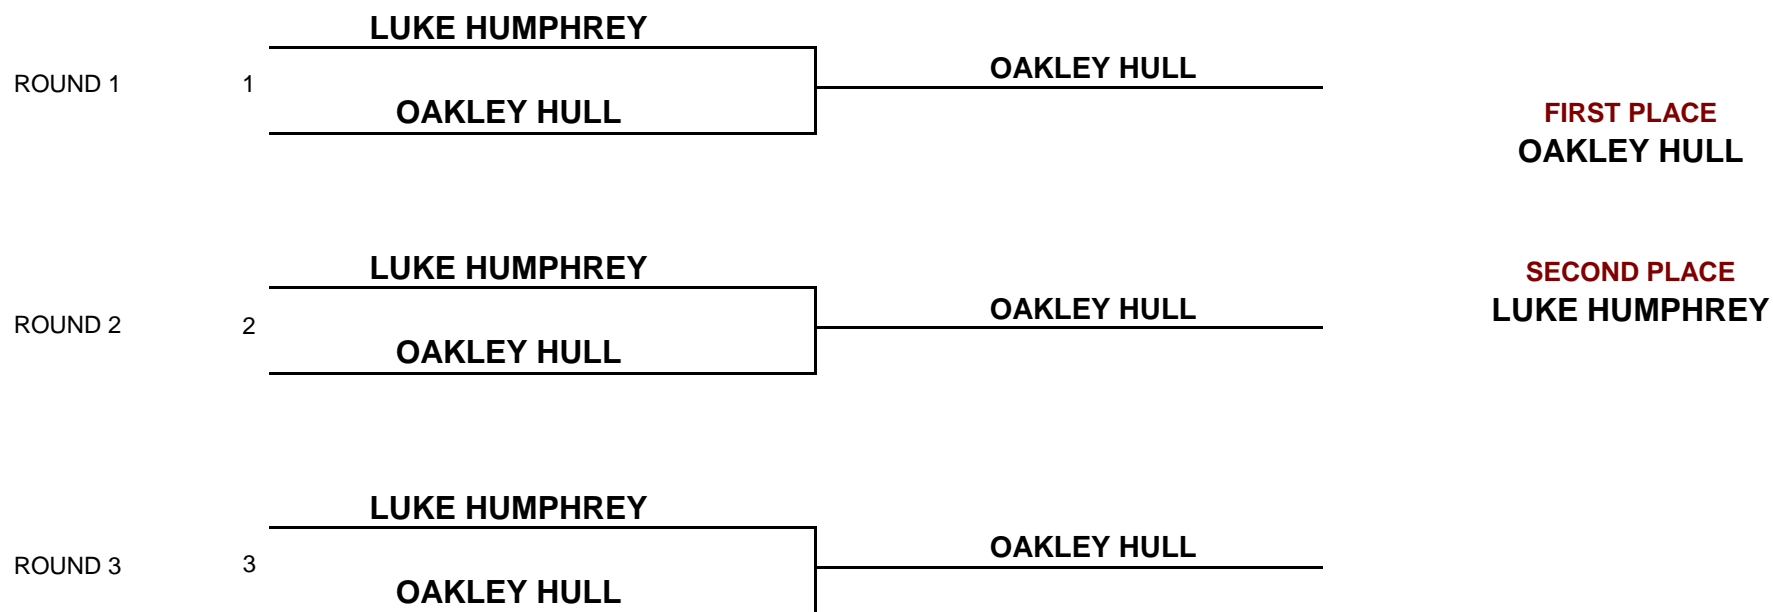 LUKE HUMPHREY
ROUND 1 1 OAKLEY HULL
OAKLEY HULL
FIRST PLACE
OAKLEY HULL
LUKE HUMPHREY
ROUND 2 2 OAKLEY HULL
OAKLEY HULL
SECOND PLACE
LUKE HUMPHREY
LUKE HUMPHREY
ROUND 3 3 OAKLEY HULL
OAKLEY HULL